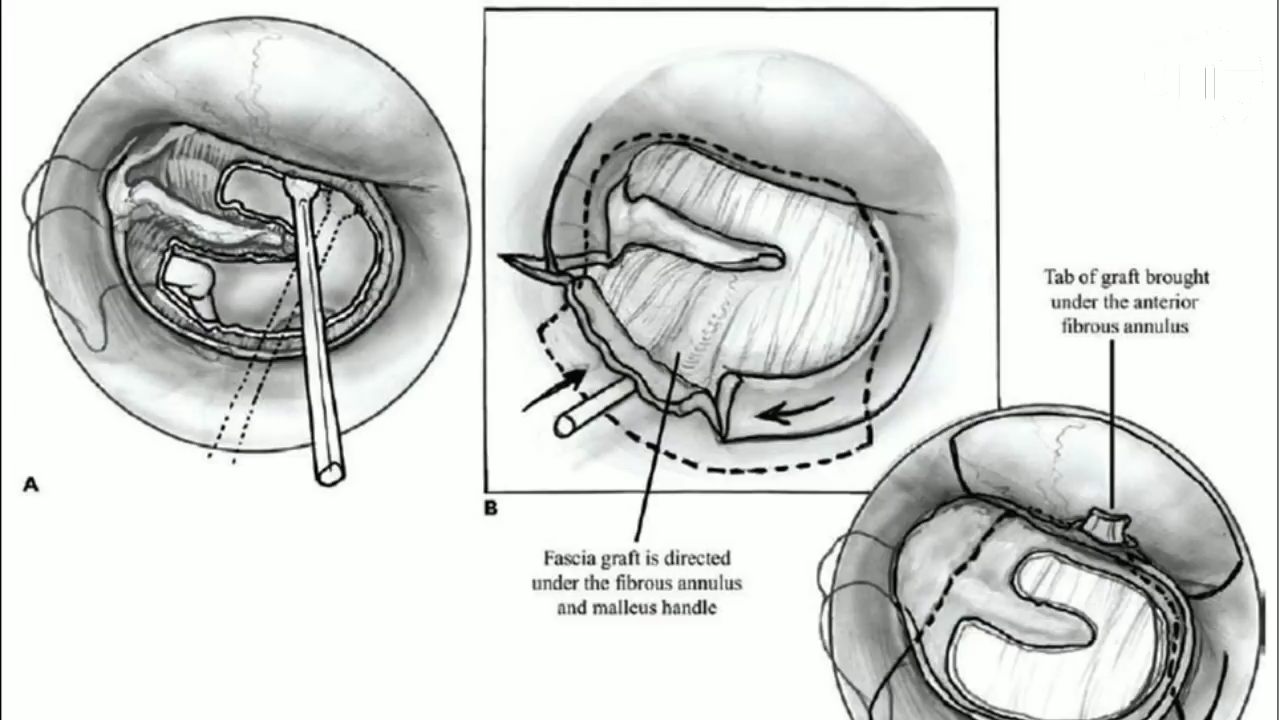 A
B
Tab of graft brought
under the anterior
fibrous annulus
Fascia graft is directed
under the fibrous annulus
and malleus handle